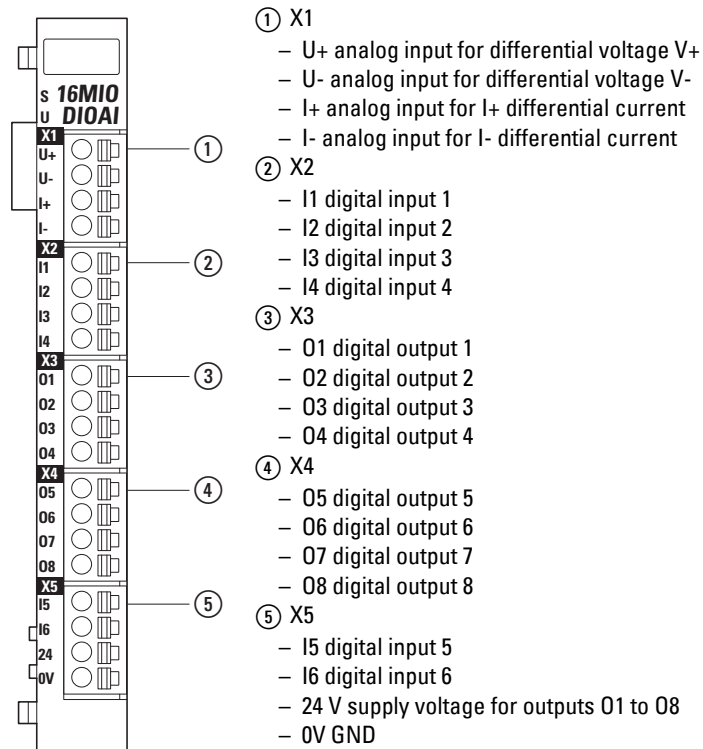 S 16MIO
U DIOAI
X1
U+
U-
I+
I-
X2
I1
I2
I3
I4
X3
O1
O2
O3
O4
X4
O5
O6
O7
O8
X5
I5
I6
24
0V
1
2
3
4
5
1 X1
– U+ analog input for differential voltage V+
– U- analog input for differential voltage V-
– I+ analog input for I+ differential current
– I- analog input for I- differential current
2 X2
– I1 digital input 1
– I2 digital input 2
– I3 digital input 3
– I4 digital input 4
3 X3
– O1 digital output 1
– O2 digital output 2
– O3 digital output 3
– O4 digital output 4
4 X4
– O5 digital output 5
– O6 digital output 6
– O7 digital output 7
– O8 digital output 8
5 X5
– I5 digital input 5
– I6 digital input 6
– 24 V supply voltage for outputs O1 to O8
– 0V GND